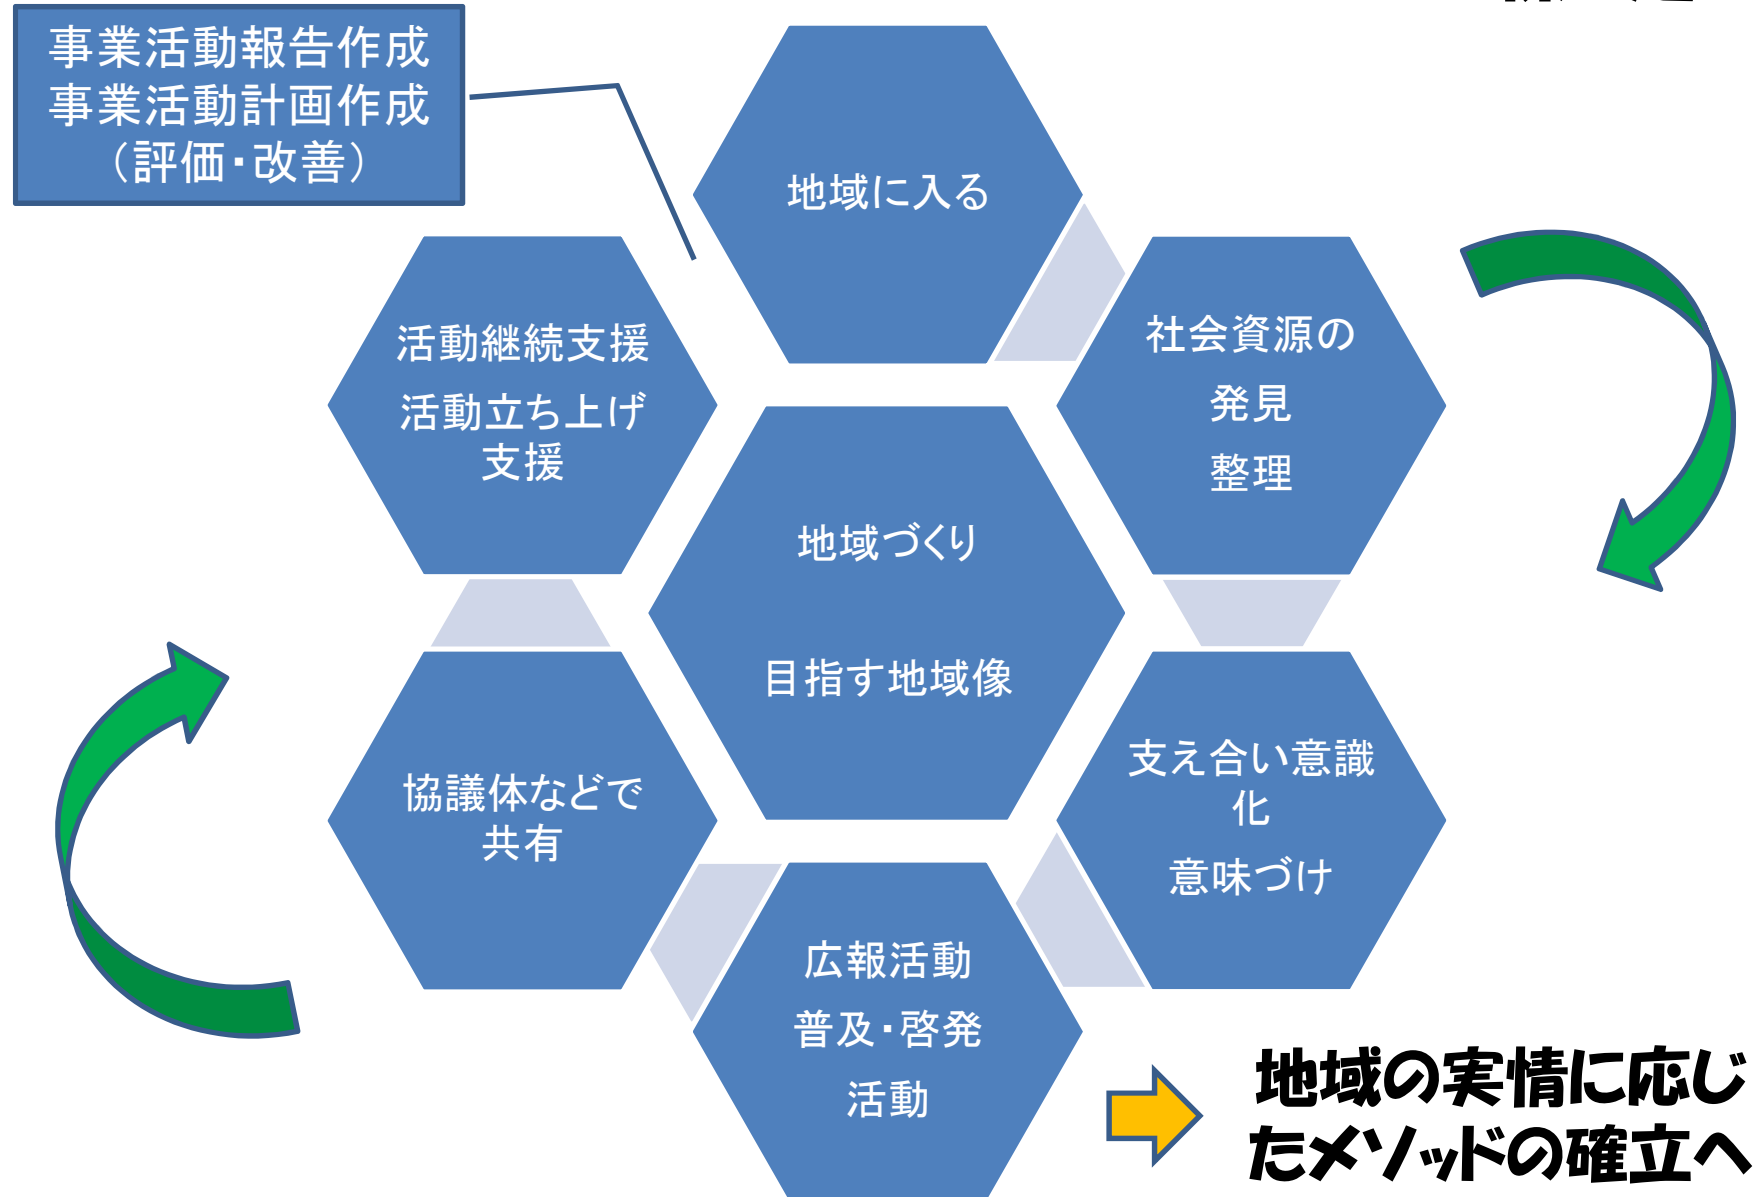 事業活動報告作成
事業活動計画作成
（評価・改善）
地域に入る
社会資源の
発見
整理
活動継続支援
活動立ち上げ
支援
地域づくり
目指す地域像
支え合い意識
化
意味づけ
協議体などで
共有
広報活動
普及・啓発
活動
地域の実情に応じ
たメソッドの確立へ